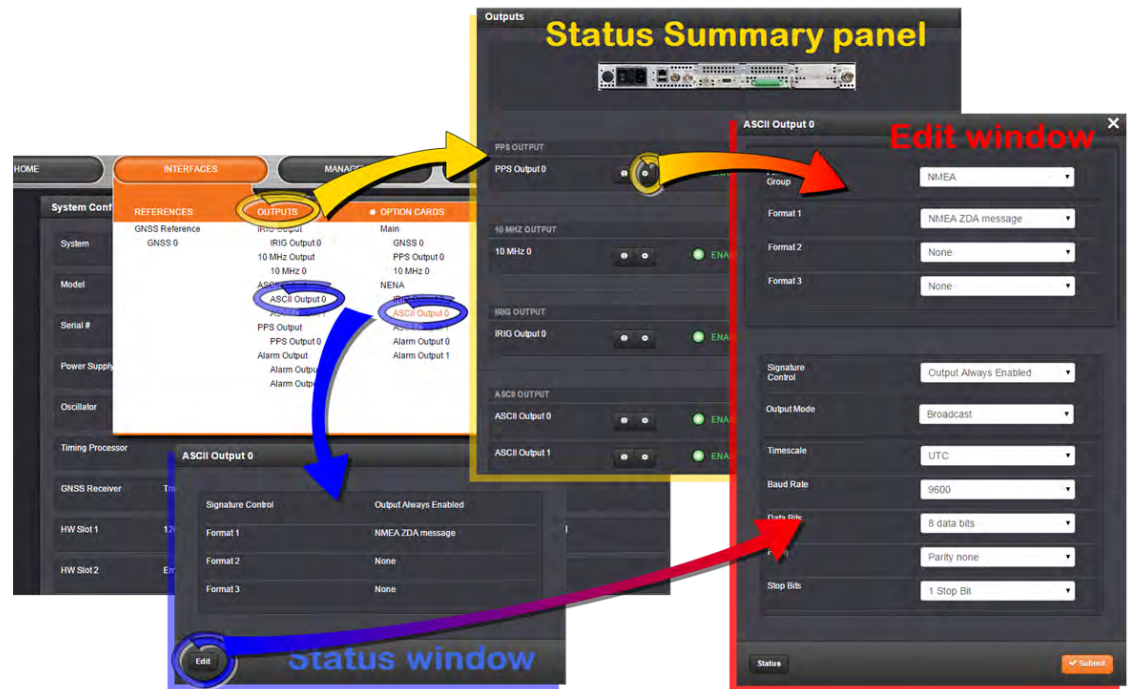 Outputs
Status Summary panel
PPS OUTPUT
PPS Output 0
10 MHZ OUTPUT
10 MHz 0
ENA
IRIG OUTPUT
IRIG Output 0
ENA
ASCII OUTPUT
ASCII Output 0
ENA
ASCII Output 1
ENA
HOME
INTERFACES
MANAGE
System Conf
System
Model
Serial #
Power Supply
Oscillator
Timing Processor
GNSS Receiver
HW Slot 1
HW Slot 2
REFERENCES
GNSS Reference
GNSS 0
OUTPUTS
IRIG Output
IRIG Output 0
10 MHz Output
10 MHz 0
ASCII Output 0
PPS Output
PPS Output 0
Alarm Output
Alarm Outpu
Alarm Outp
OPTION CARDS
Main
GNSS 0
PPS Output 0
10 MHz 0
NENA
ASCII Output 0
Alarm Output 0
Alarm Output 1
ASCII Output 0
Signature Control Output Always Enabled
Format 1 NMEA ZDA message
Format 2 None
Format 3 None
Edit
Status window
ASCII Output 0
Edit window
Group NMEA
Format 1 NMEA ZDA message
Format 2 None
Format 3 None
Signature
Control Output Always Enabled
Output Mode Broadcast
Timescale UTC
Baud Rate 9600
Data Bits 8 data bits
Parity none
Stop Bits 1 Stop Bit
Status
Submit